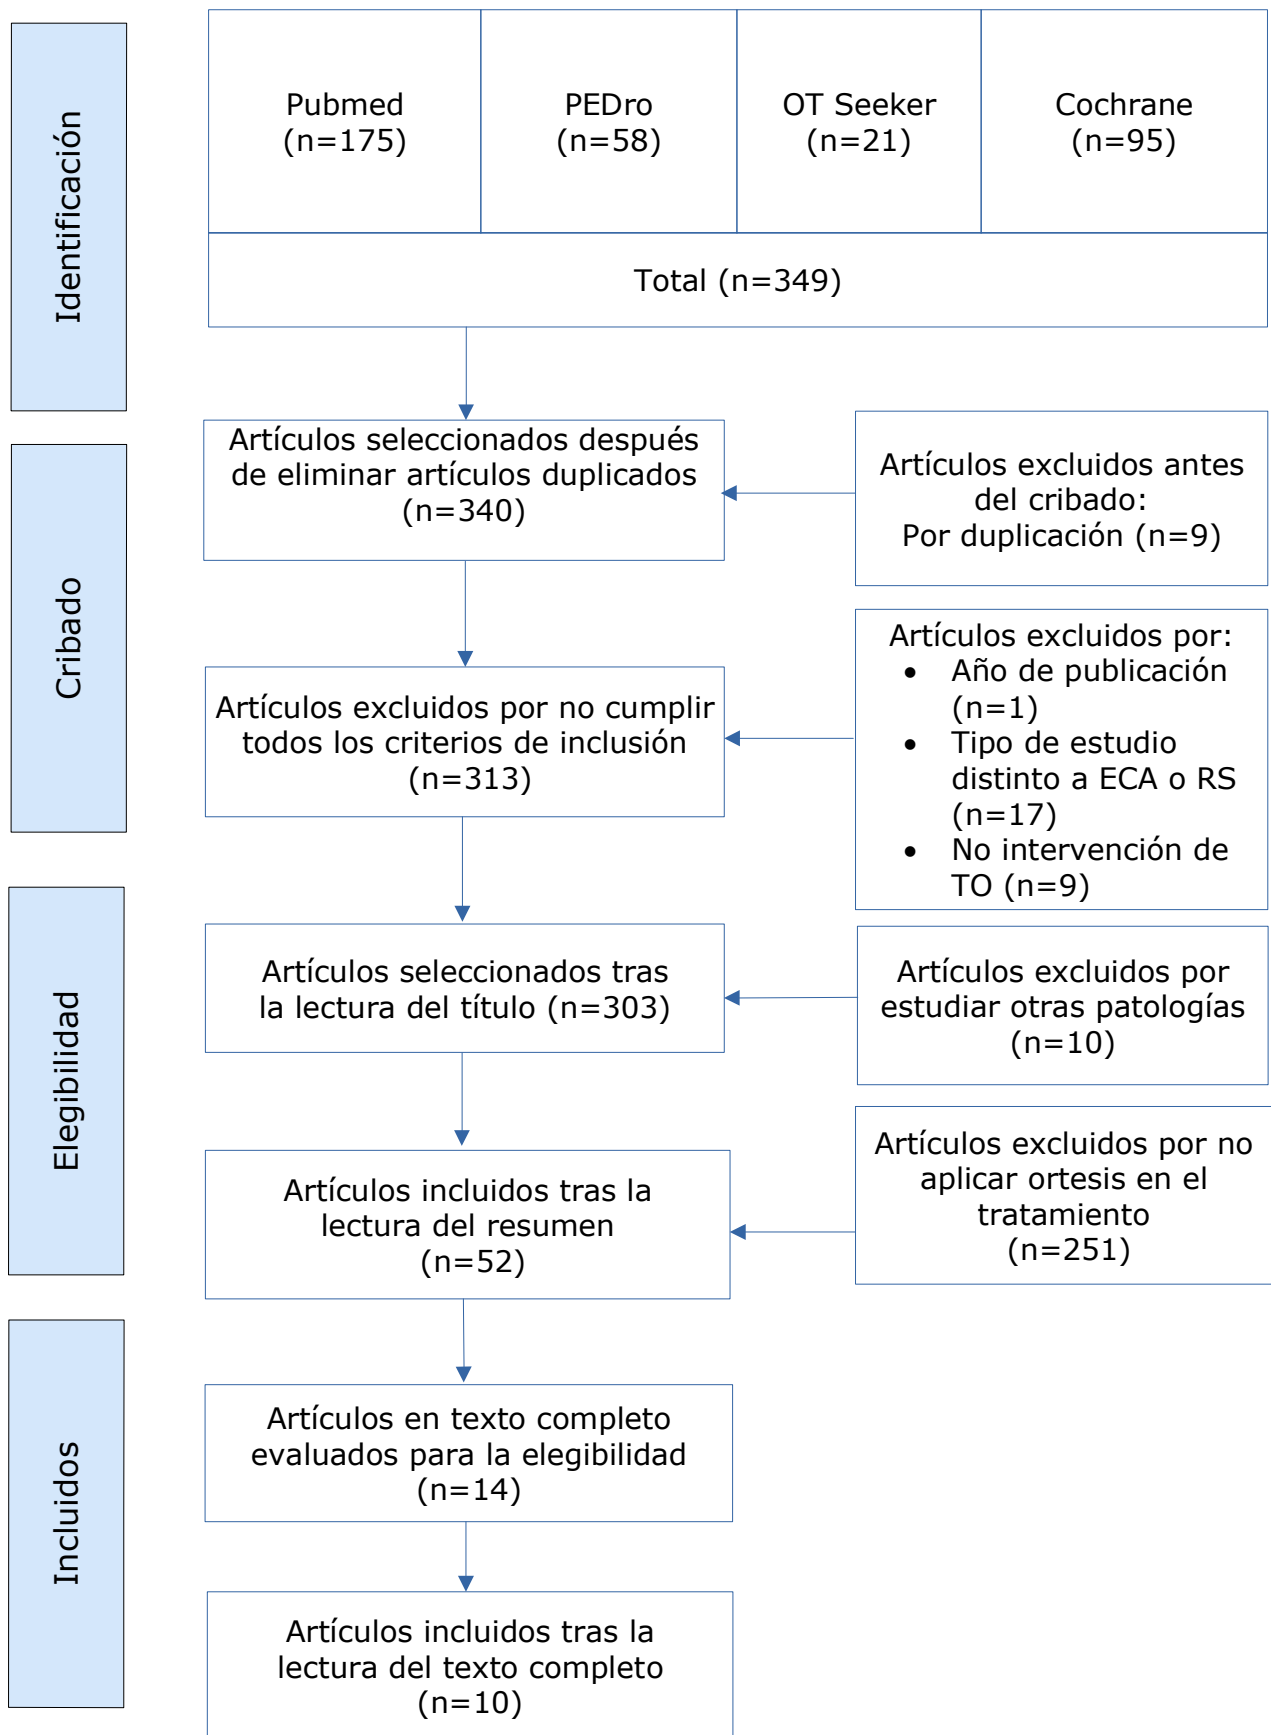 Identificación
Pubmed
(n=175)
PEDro
(n=58)
OT Seeker
(n=21)
Cochrane
(n=95)
Total (n=349)
Cribado
Artículos seleccionados después
de eliminar artículos duplicados
(n=340)
Artículos excluidos antes
del cribado:
Por duplicación (n=9)
Artículos excluidos por no cumplir
todos los criterios de inclusión
(n=313)
Artículos excluidos por:
• Año de publicación
(n=1)
• Tipo de estudio
distinto a ECA o RS
(n=17)
• No intervención de
TO (n=9)
Elegibilidad
Artículos seleccionados tras
la lectura del título (n=303)
Artículos excluidos por
estudiar otras patologías
(n=10)
Artículos incluidos tras la
lectura del resumen
(n=52)
Artículos excluidos por no
aplicar ortesis en el
tratamiento
(n=251)
Incluidos
Artículos en texto completo
evaluados para la elegibilidad
(n=14)
Artículos incluidos tras la
lectura del texto completo
(n=10)